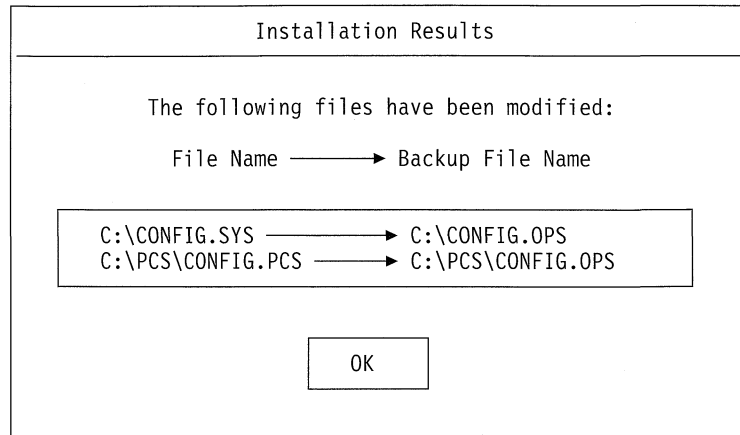 Installation Results
The following files have been modified:
File Name ⟶ Backup File Name
C:\CONFIG.SYS ⟶ C:\CONFIG.OPS
C:\PCS\CONFIG.PCS ⟶ C:\PCS\CONFIG.OPS
OK